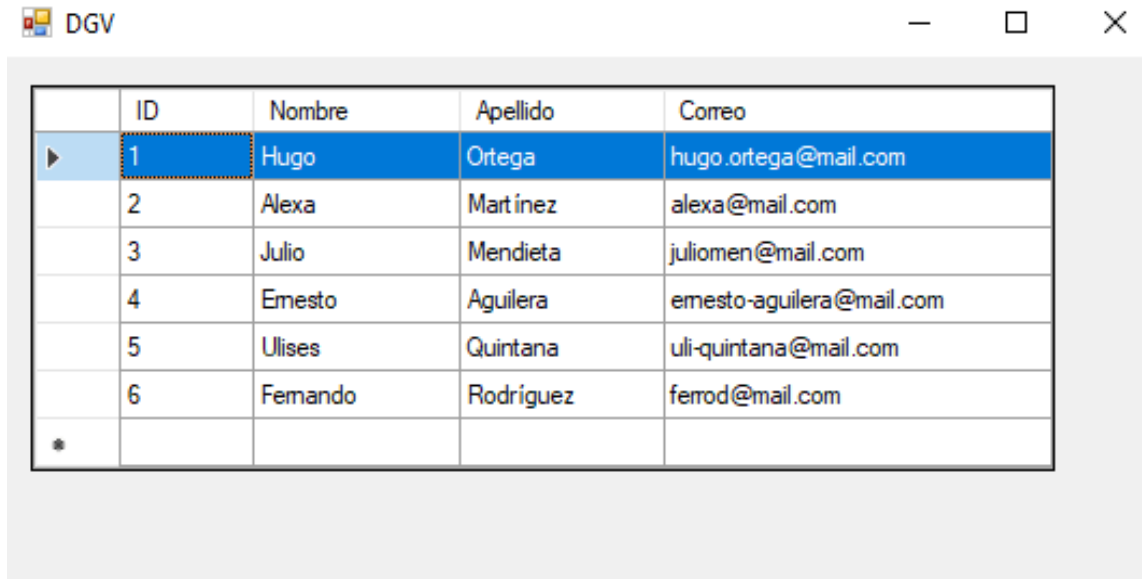 DGV
ID Nombre Apellido Correo
1 Hugo Ortega hugo.ortega@mail.com
2 Alexa Martínez alexa@mail.com
3 Julio Mendieta juliomen@mail.com
4 Ernesto Aguilera ernesto-aguilera@mail.com
5 Ulises Quintana uli-quintana@mail.com
6 Fernando Rodríguez ferrod@mail.com